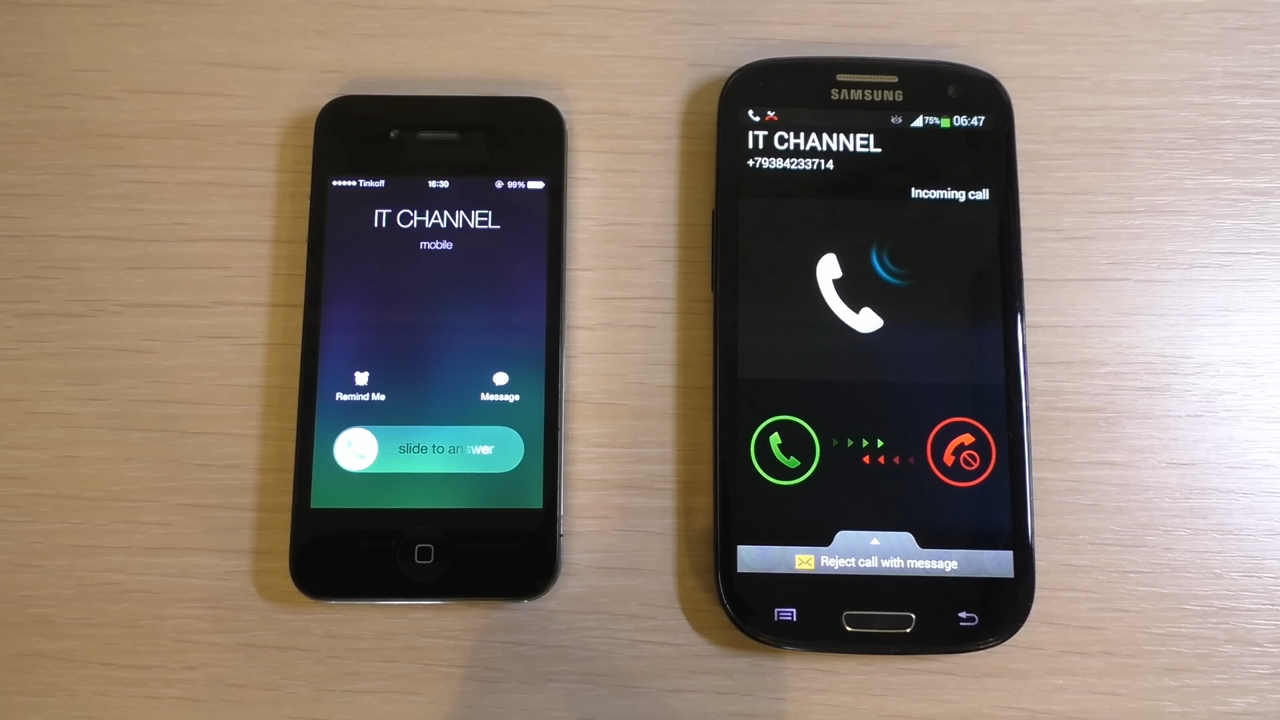 Tinkoff 16:30 99%
IT CHANNEL
mobile
Remind Me Message
slide to answer
SAMSUNG
75% 06:47
IT CHANNEL
+79384233714
Incoming call
Reject call with message